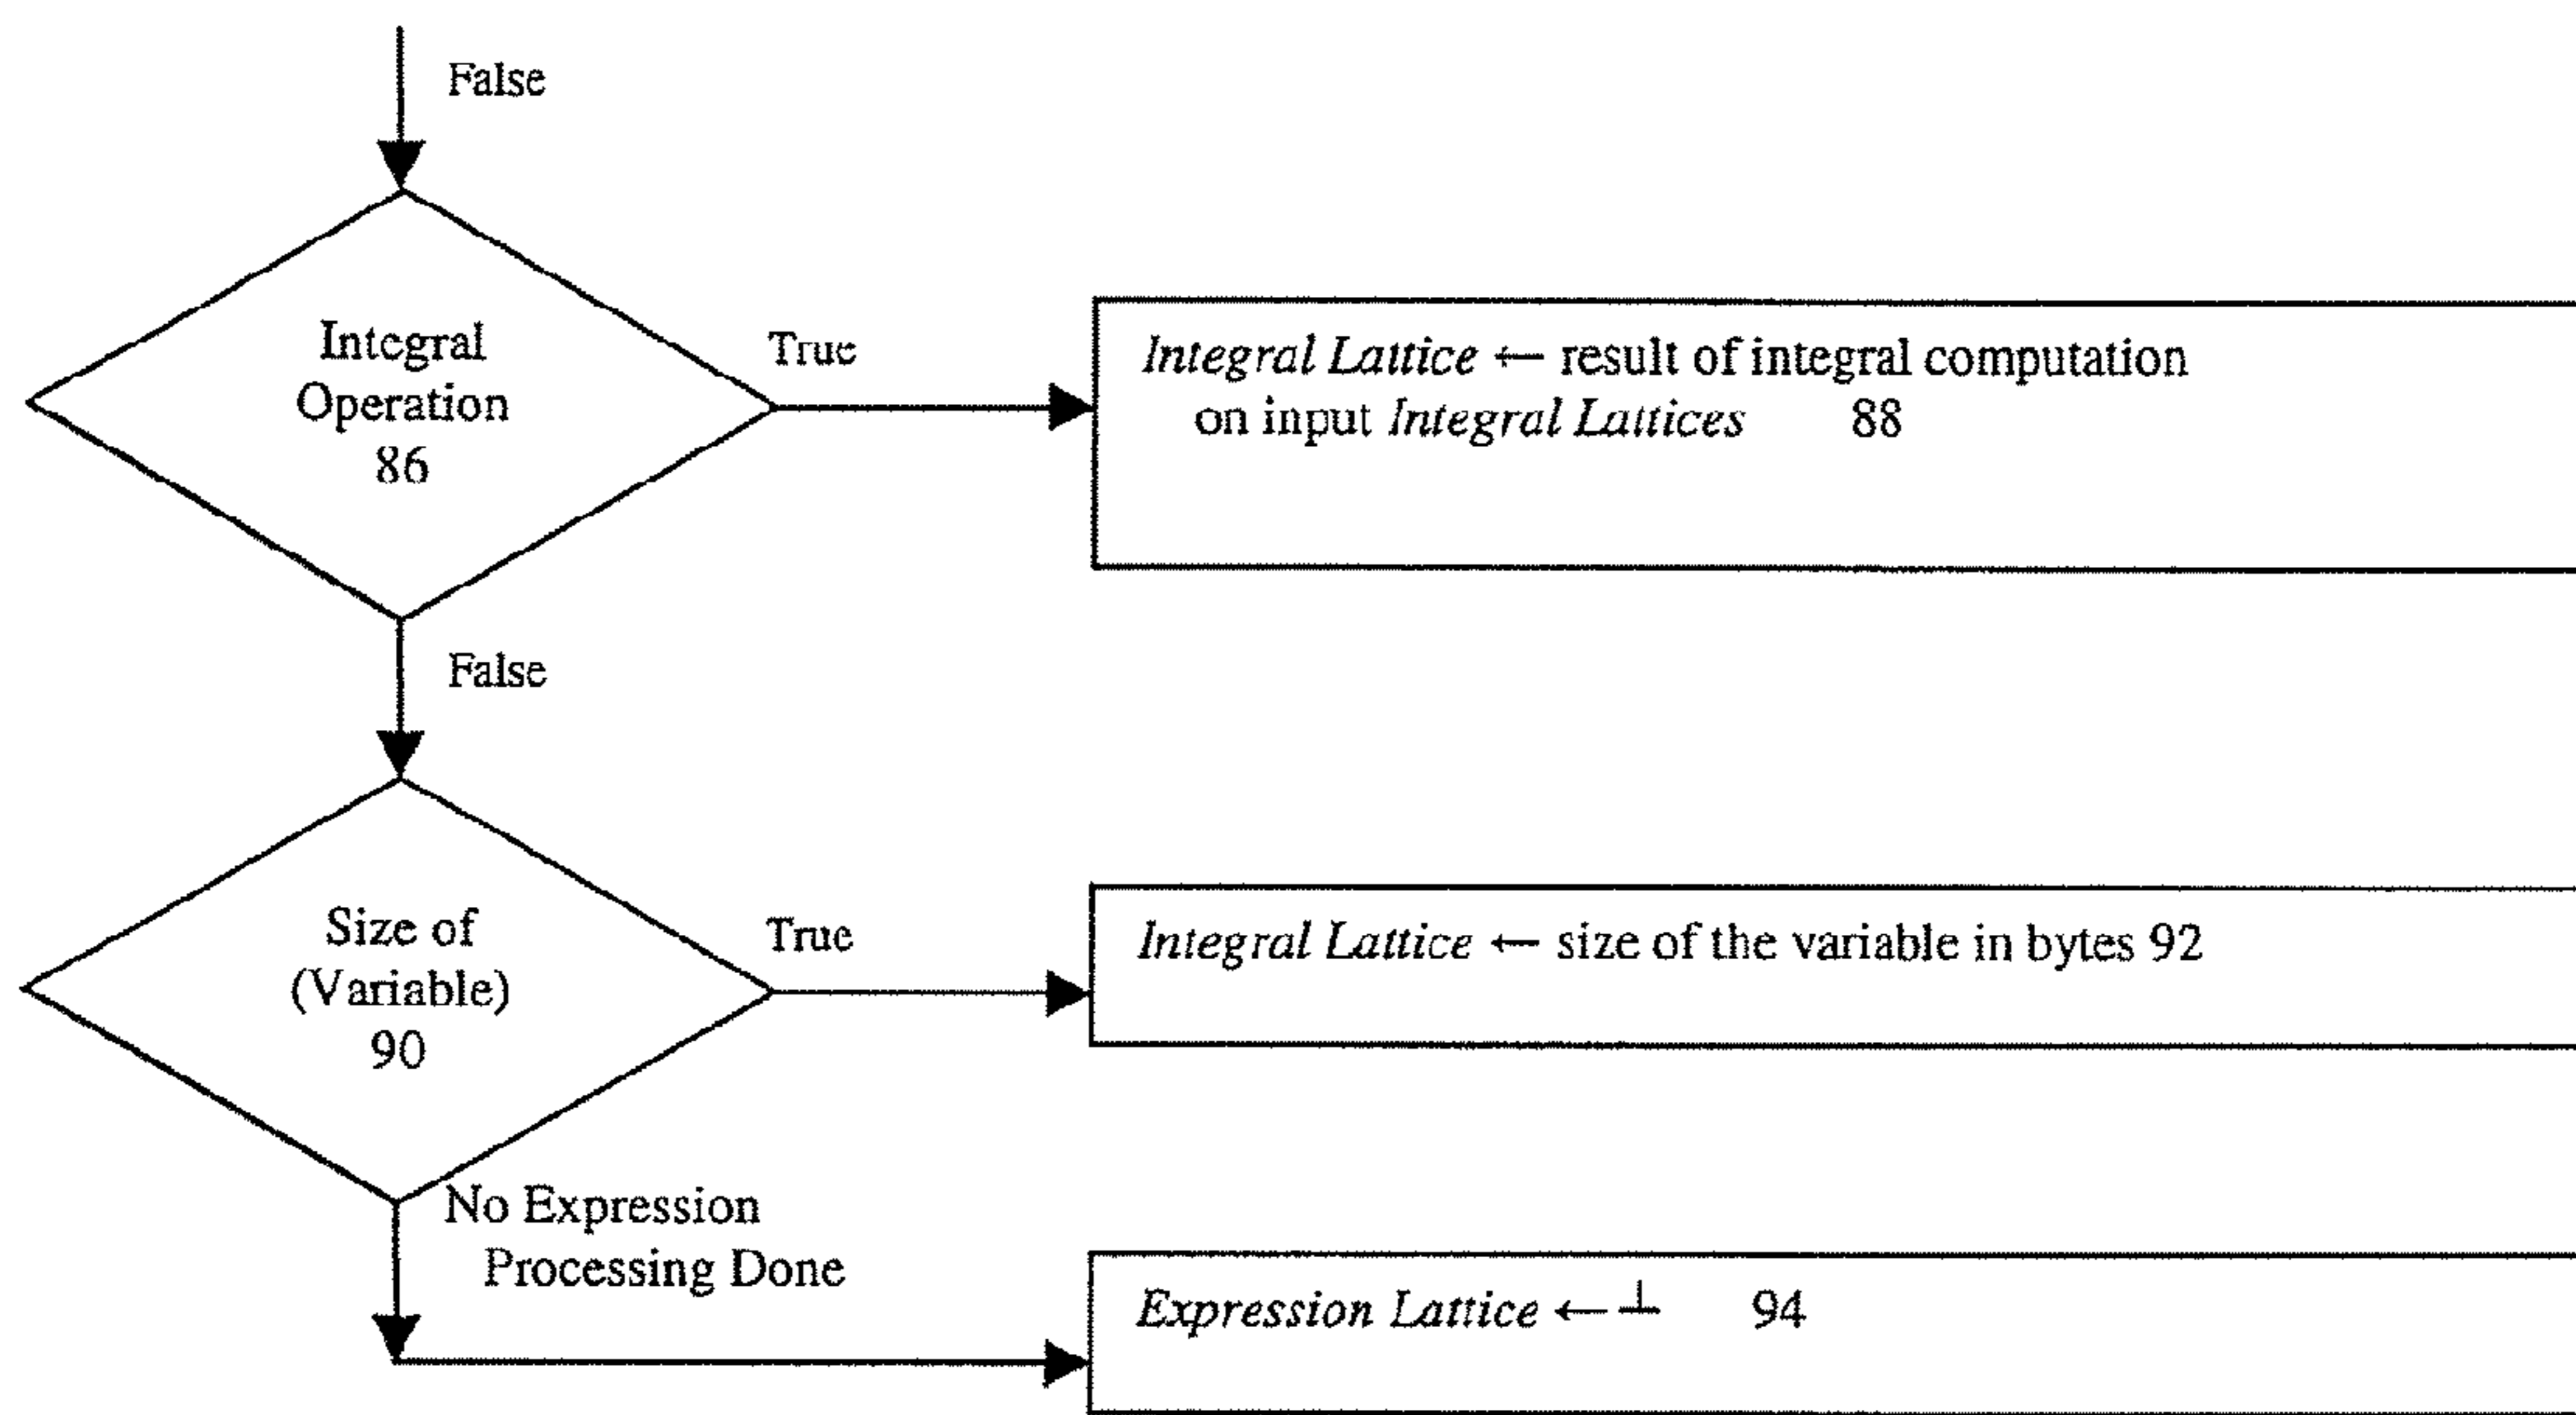 False
Integral
Operation
86
True
Integral Lattice ← result of integral computation
on input Integral Lattices 88
False
Size of
(Variable)
90
True
Integral Lattice ← size of the variable in bytes 92
No Expression
Processing Done
Expression Lattice ← ⊥ 94